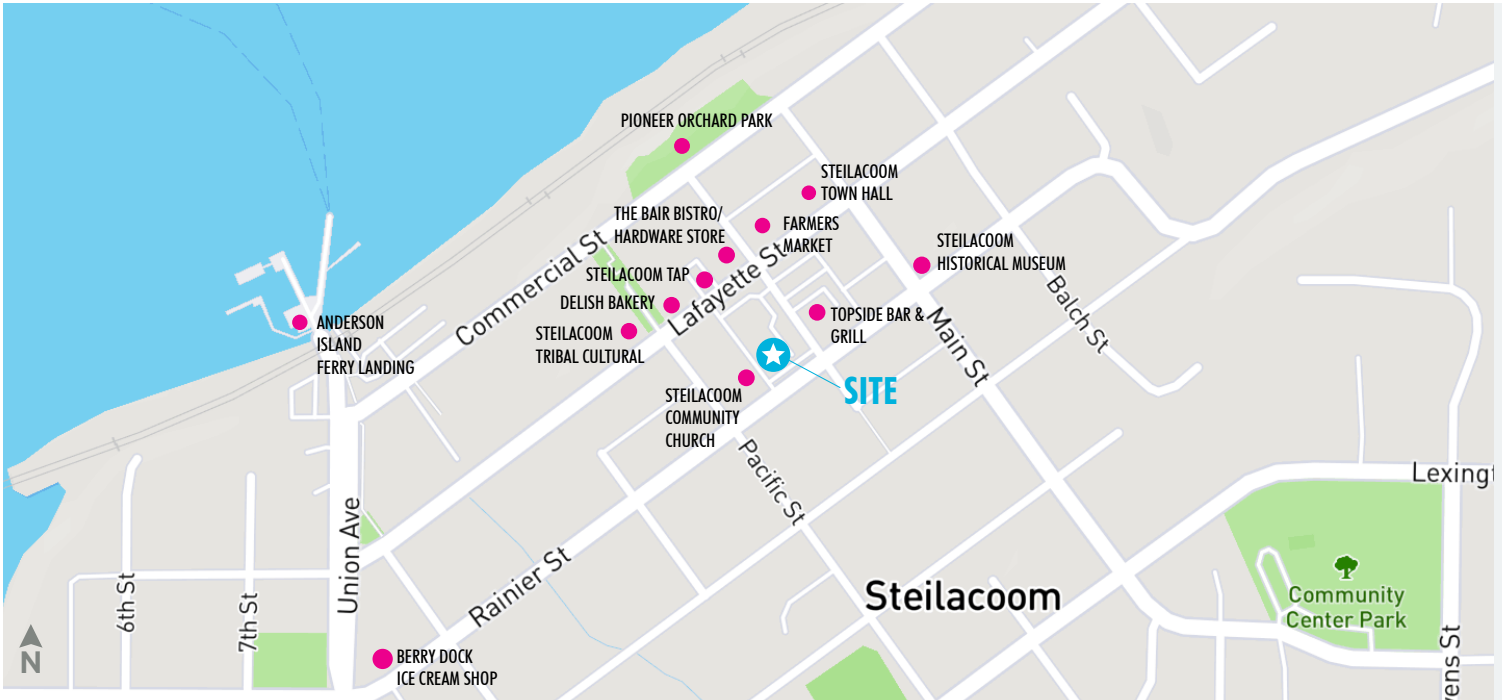 PIONEER ORCHARD PARK
STEILACOOM
TOWN HALL
THE BAIR BISTRO/
HARDWARE STORE
FARMERS
MARKET
STEILACOOM
HISTORICAL MUSEUM
Commercial St
STEILACOOM TAP
Lafayette St
DELISH BAKERY
Balch St
ANDERSON
ISLAND
FERRY LANDING
STEILACOOM
TRIBAL CULTURAL
TOPSIDE BAR &
GRILL
Main St
SITE
STEILACOOM
COMMUNITY
CHURCH
Pacific St
Lexingt
Union Ave
Rainier St
6th St
7th St
Steilacoom
Community
Center Park
N
BERRY DOCK
ICE CREAM SHOP
vens St